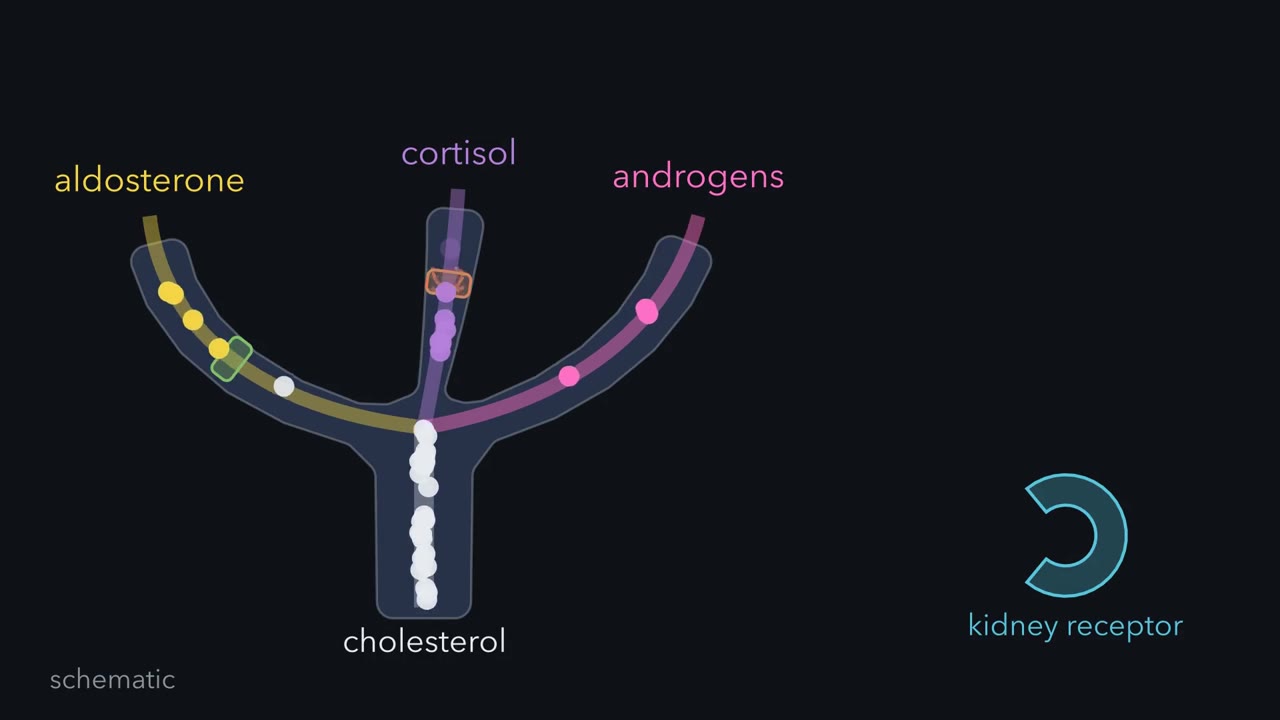 cortisol
aldosterone
androgens
kidney receptor
cholesterol
schematic